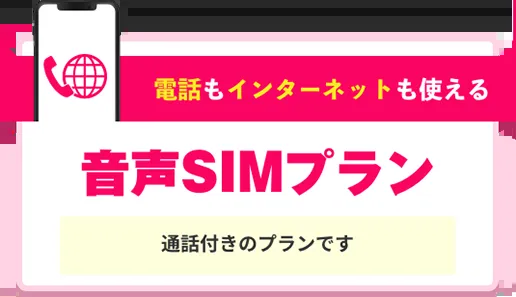 電話もインターネットも使える
音声SIMプラン
通話付きのプランです